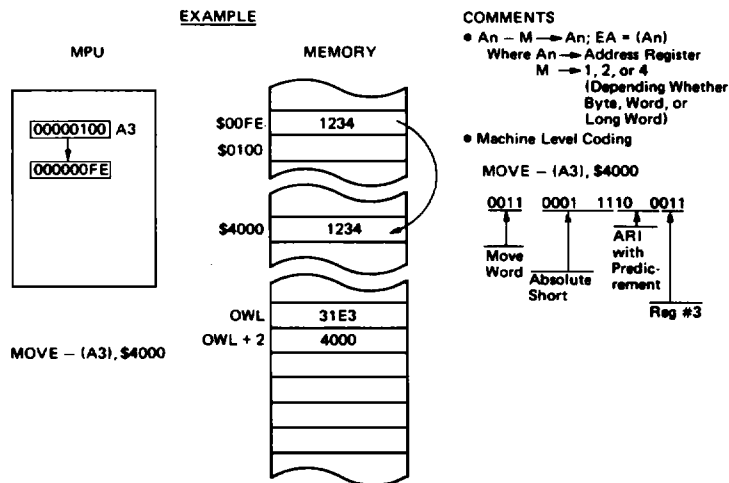 EXAMPLE
MPU
MEMORY
00000100 A3
000000FE
$00FE 1234
$0100
$4000 1234
OWL 31E3
OWL + 2 4000
MOVE – (A3), $4000
COMMENTS
• An – M → An; EA = (An)
Where An → Address Register
M → 1, 2, or 4
(Depending Whether
Byte, Word, or
Long Word)
• Machine Level Coding
MOVE – (A3), $4000
0011 0001 1110 0011
Move
Word
Absolute
Short
ARI
with
Predic-
rement
Reg #3